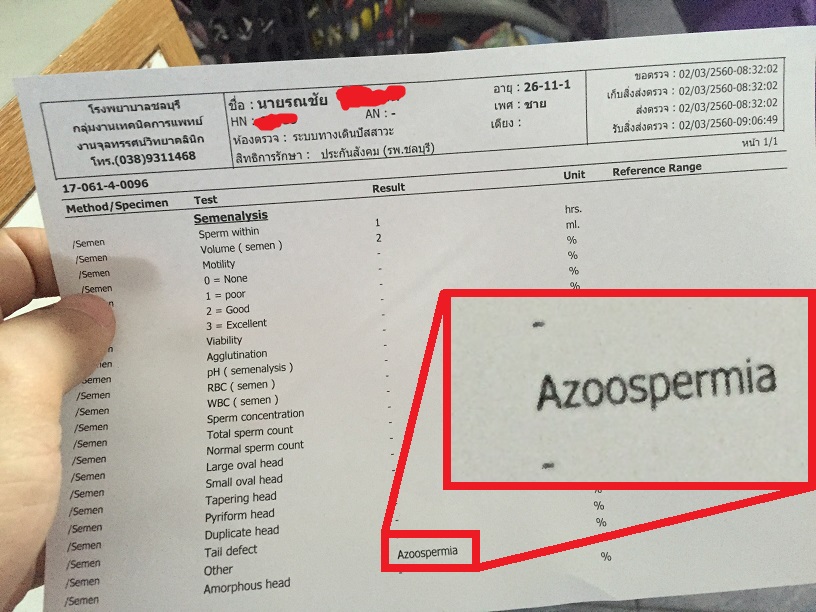 โรงพยาบาลชลบุรี
กลุ่มงานเทคนิคการแพทย์
งานจุลทรรศน์วิทยาคลินิก
โทร.(038)9311468
ชื่อ : นายรณชัย
HN : AN : -
ห้องตรวจ : ระบบทางเดินปัสสาวะ
สิทธิการรักษา : ประกันสังคม (รพ.ชลบุรี)
อายุ : 26-11-1
เพศ : ชาย
เตียง :
ขอตรวจ : 02/03/2560-08:32:02
เก็บสิ่งส่งตรวจ : 02/03/2560-08:32:02
ส่งตรวจ : 02/03/2560-08:32:02
รับสิ่งส่งตรวจ : 02/03/2560-09:06:49
หน้า 1/1
17-061-4-0096
Method/Specimen Test Result Unit Reference Range
Semenalysis
/Semen Sperm within 1 hrs.
/Semen Volume ( semen ) 2 ml.
/Semen Motility - %
/Semen 0 = None - %
1 = poor - %
2 = Good - %
3 = Excellent -
Viability -
/Semen Agglutination -
/Semen pH ( semenalysis ) -
/Semen RBC ( semen ) -
/Semen WBC ( semen ) -
/Semen Sperm concentration -
/Semen Total sperm count -
/Semen Normal sperm count -
/Semen Large oval head
/Semen Small oval head
/Semen Tapering head %
/Semen Pyriform head %
/Semen Duplicate head - %
/Semen Tail defect
/Semen Other Azoospermia
/Semen Amorphous head - %
-
Azoospermia
-